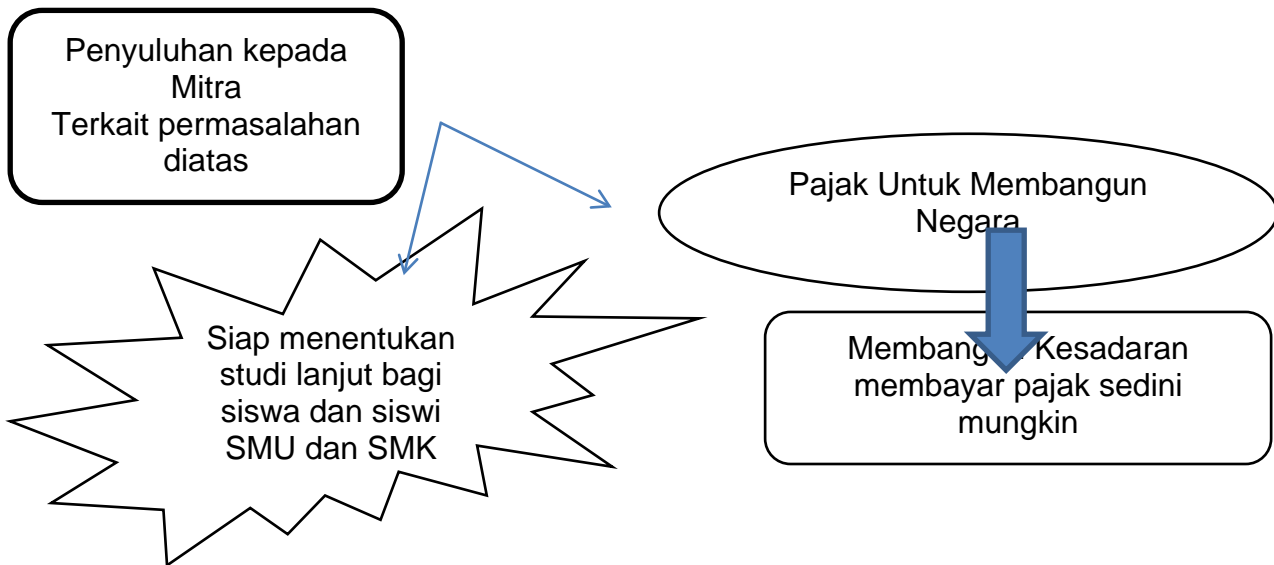 Penyuluhan kepada
Mitra
Terkait permasalahan
diatas
Pajak Untuk Membangun
Negara
Siap menentukan
studi lanjut bagi
siswa dan siswi
SMU dan SMK
Kesadaran
membayar pajak sedini
mungkin